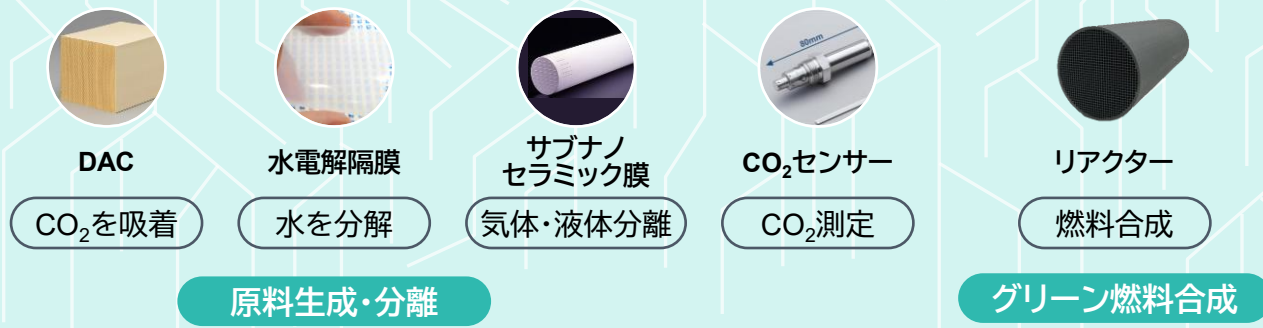 80mm
DAC
水電解隔膜
サブナノ
セラミック膜
CO₂センサー
リアクター
CO₂を吸着
水を分解
気体・液体分離
CO₂測定
燃料合成
原料生成・分離
グリーン燃料合成